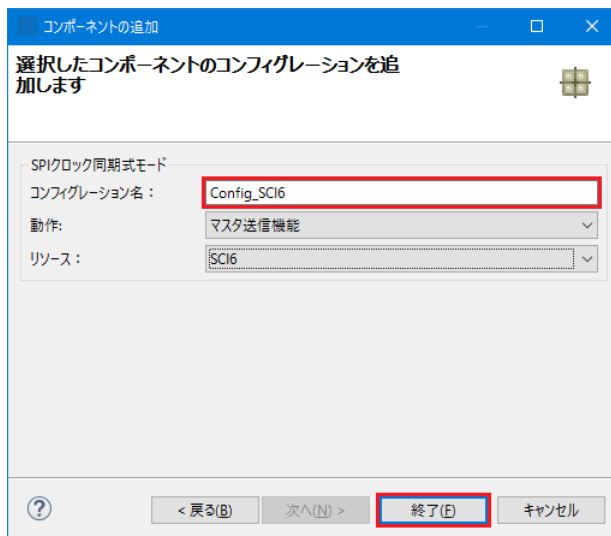 コンポーネントの追加
選択したコンポーネントのコンフィグレーションを追
加します
SPIクロック同期式モード
コンフィグレーション名：
Config_SCI6
動作:
マスタ送信機能
リソース：
SCI6
?
< 戻る(B)
次へ(N) >
終了(F)
キャンセル